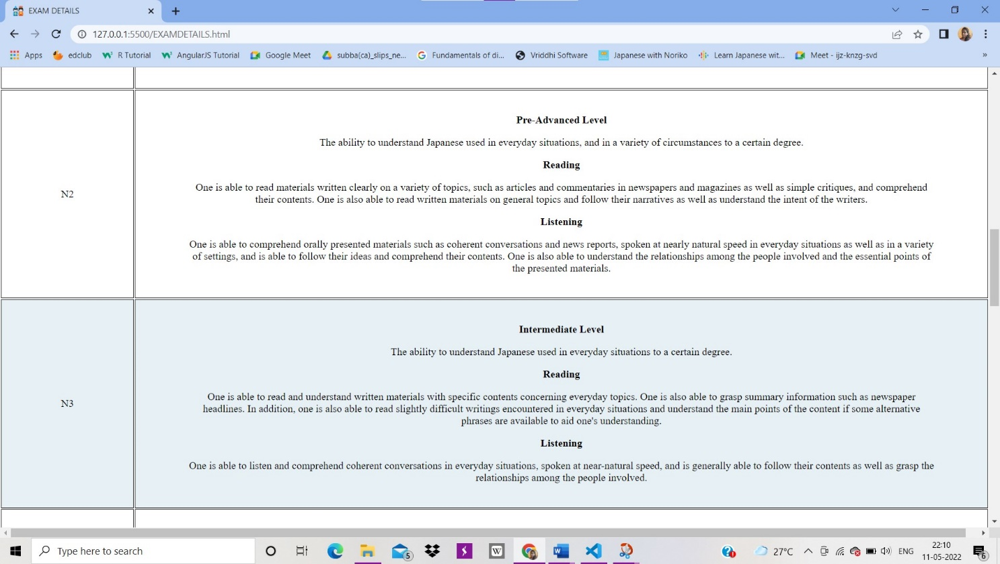 EXAM DETAILS
127.0.0.1:5500/EXAMDETAILS.html
Apps edclub R Tutorial AngularJS Tutorial Google Meet subba(ca)_slips_ne... Fundamentals of di... Vriddhi Software Japanese with Noriko Learn Japanese wit... Meet - ijz-knzg-svd »
N2
Pre-Advanced Level
The ability to understand Japanese used in everyday situations, and in a variety of circumstances to a certain degree.
Reading
One is able to read materials written clearly on a variety of topics, such as articles and commentaries in newspapers and magazines as well as simple critiques, and comprehend
their contents. One is also able to read written materials on general topics and follow their narratives as well as understand the intent of the writers.
Listening
One is able to comprehend orally presented materials such as coherent conversations and news reports, spoken at nearly natural speed in everyday situations as well as in a variety
of settings, and is able to follow their ideas and comprehend their contents. One is also able to understand the relationships among the people involved and the essential points of
the presented materials.
N3
Intermediate Level
The ability to understand Japanese used in everyday situations to a certain degree.
Reading
One is able to read and understand written materials with specific contents concerning everyday topics. One is also able to grasp summary information such as newspaper
headlines. In addition, one is also able to read slightly difficult writings encountered in everyday situations and understand the main points of the content if some alternative
phrases are available to aid one's understanding.
Listening
One is able to listen and comprehend coherent conversations in everyday situations, spoken at near-natural speed, and is generally able to follow their contents as well as grasp the
relationships among the people involved.
Type here to search
5
W
27°C
ENG
22:10
11-05-2022
6